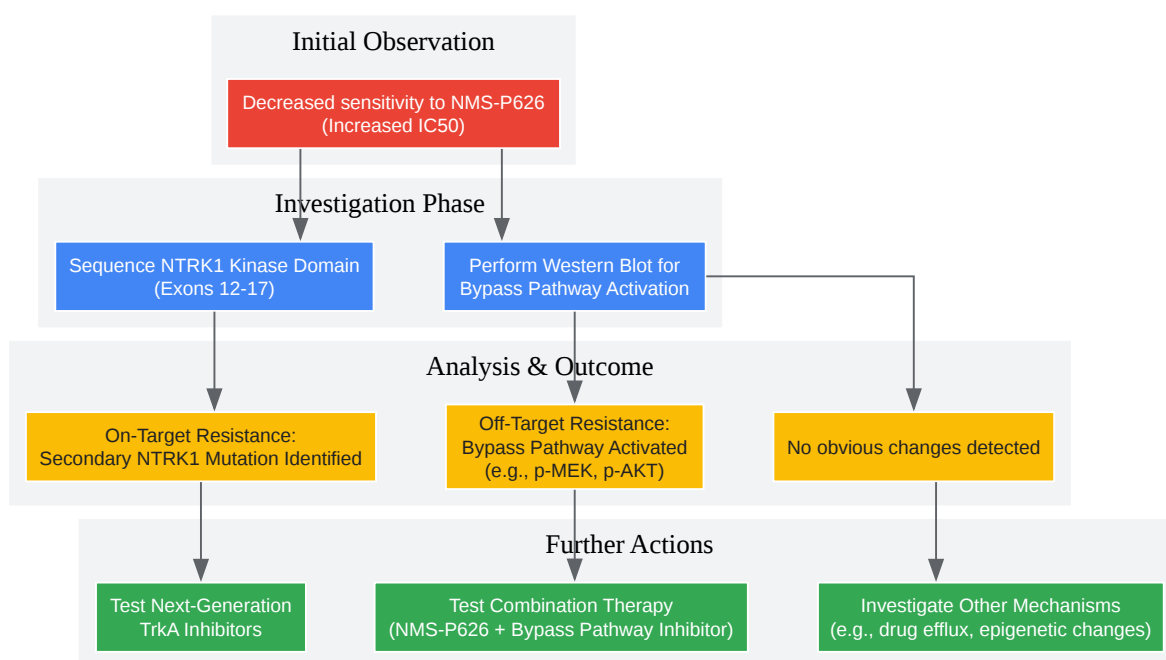 Initial Observation
Decreased sensitivity to NMS-P626
(Increased IC50)
Investigation Phase
Sequence NTRK1 Kinase Domain
(Exons 12-17)
Perform Western Blot for
Bypass Pathway Activation
Analysis & Outcome
On-Target Resistance:
Secondary NTRK1 Mutation Identified
Off-Target Resistance:
Bypass Pathway Activated
(e.g., p-MEK, p-AKT)
No obvious changes detected
Further Actions
Test Next-Generation
TrkA Inhibitors
Test Combination Therapy
(NMS-P626 + Bypass Pathway Inhibitor)
Investigate Other Mechanisms
(e.g., drug efflux, epigenetic changes)